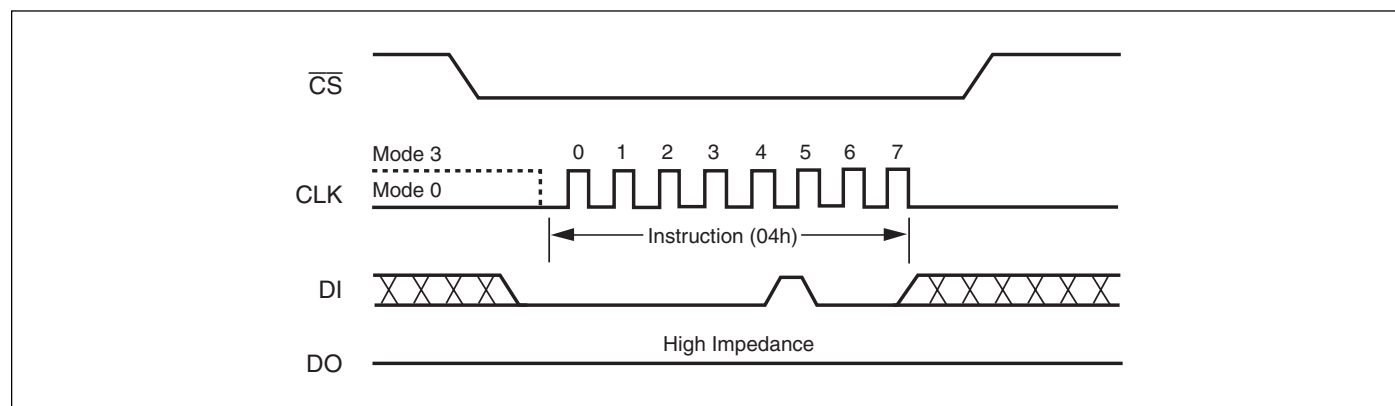 CS
Mode 3
0 1 2 3 4 5 6 7
CLK
Mode 0
Instruction (04h)
DI
High Impedance
DO